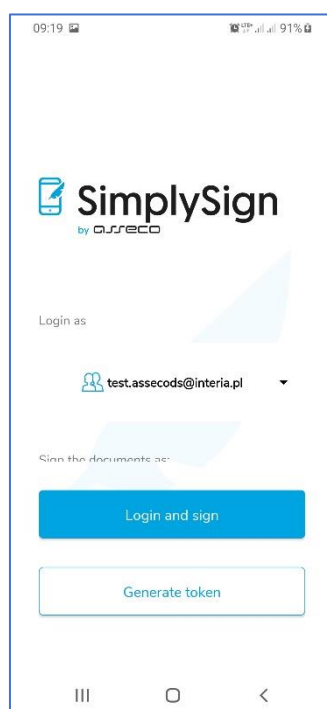 09:19 LTE+ 91%
SimplySign
by asseco
Login as
test.assecods@interia.pl
Sign the documents as:
Login and sign
Generate token